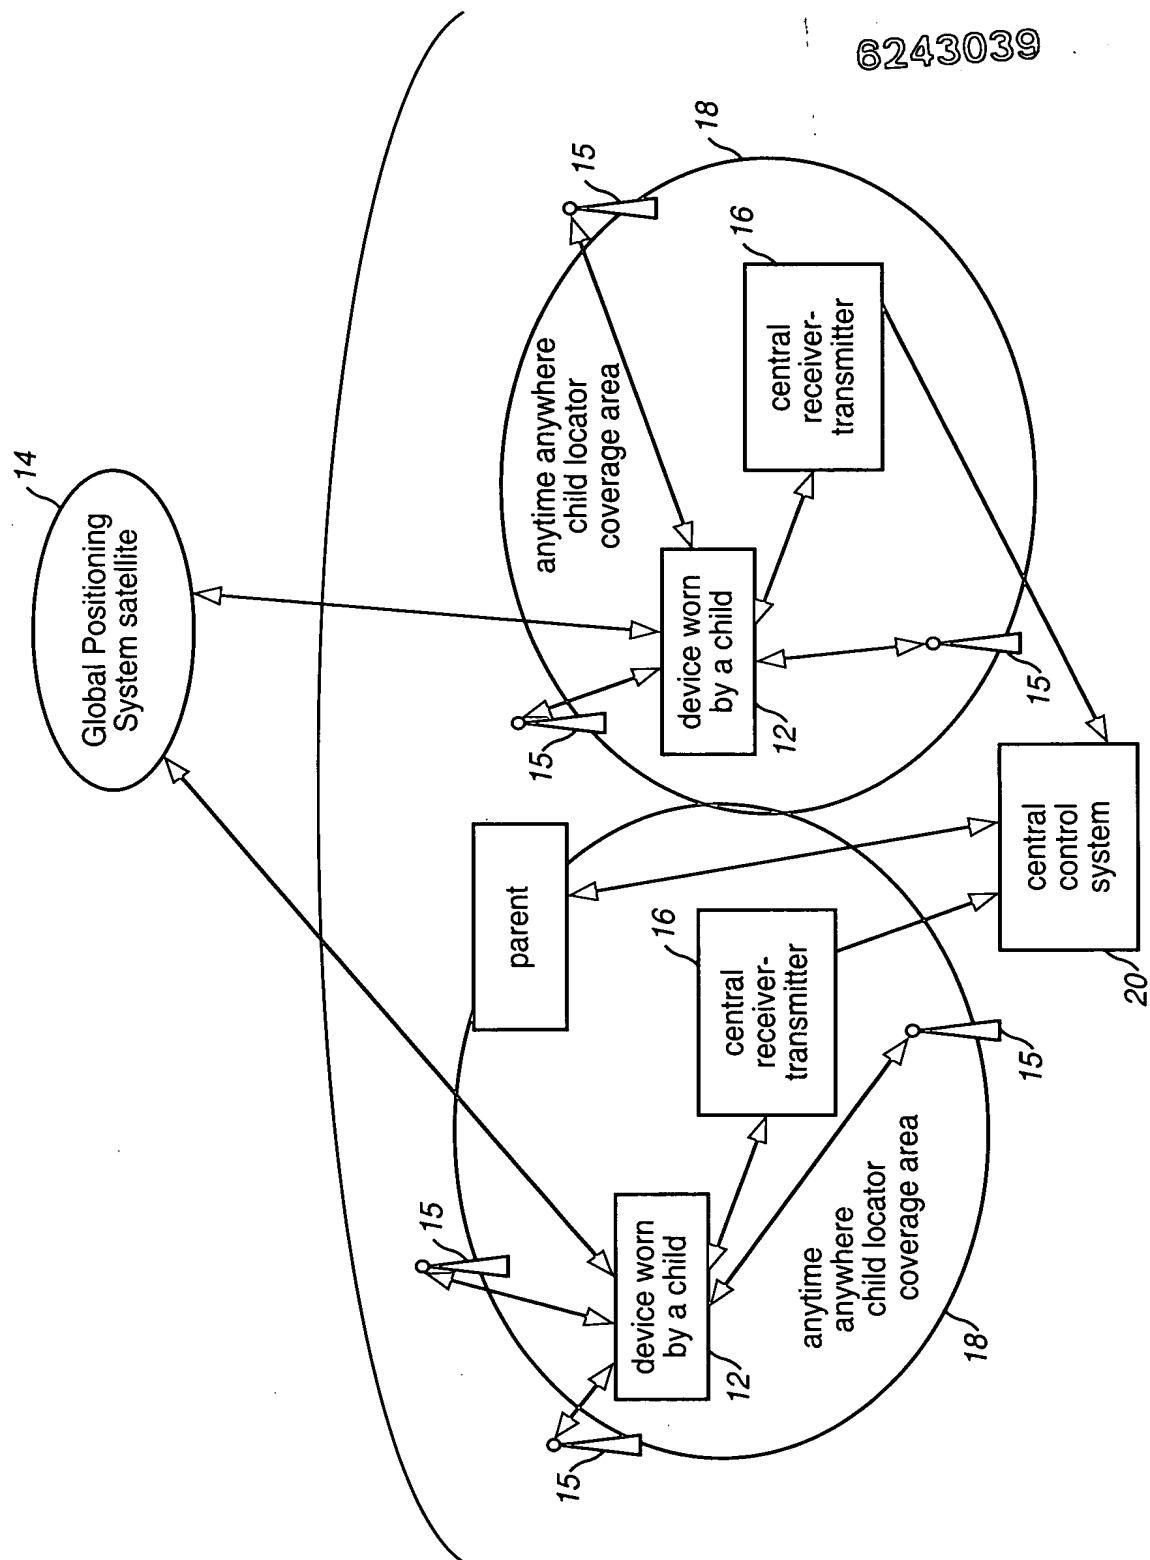 6243039
14
Global Positioning
System satellite
15
18
anytime anywhere
child locator
coverage area
16
central
receiver-
transmitter
15
device worn
by a child
12
15
parent
16
central
receiver-
transmitter
central
control
system
20
15
15
device worn
by a child
12
anytime
anywhere
child locator
coverage area
15
18